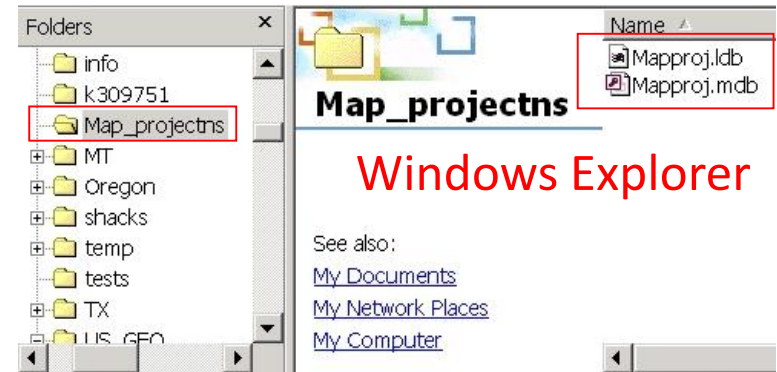 Folders ×
info
k309751
Map_projectns
MT
Oregon
shacks
temp
tests
TX
US_GEO
Map_projectns
Windows Explorer
See also:
My Documents
My Network Places
My Computer
Name
Mapproj.ldb
Mapproj.mdb